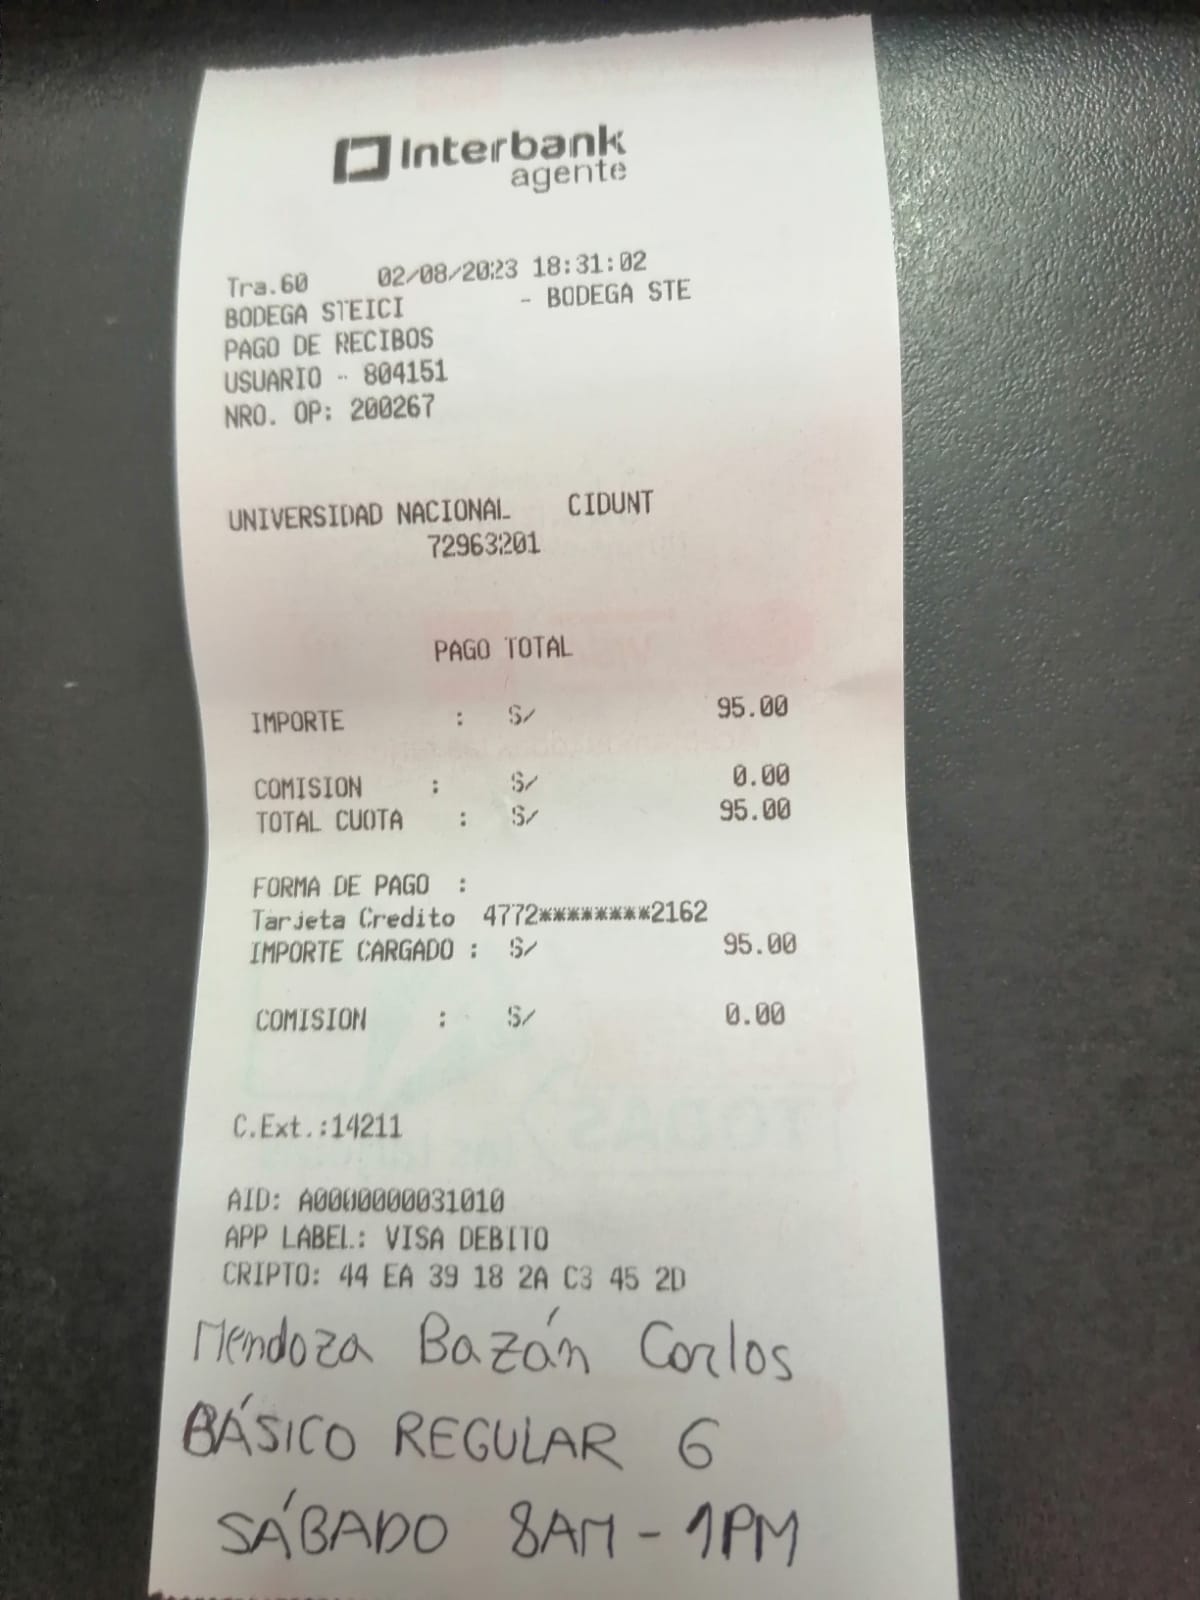 Interbank
agente
Tra.60 02/08/2023 18:31:02
BODEGA STEICI - BODEGA STE
PAGO DE RECIBOS
USUARIO - 804151
NRO. OP: 200267
UNIVERSIDAD NACIONAL CIDUNT
72963201
PAGO TOTAL
IMPORTE : S/ 95.00
COMISION : S/ 0.00
TOTAL CUOTA : S/ 95.00
FORMA DE PAGO :
Tarjeta Credito 4772********2162
IMPORTE CARGADO : S/ 95.00
COMISION : S/ 0.00
C.Ext.:14211
AID: A0000000031010
APP LABEL: VISA DEBITO
CRIPTO: 44 EA 39 18 2A C3 45 2D
Mendoza Bazán Carlos
BÁSICO REGULAR 6
SÁBADO 8AM - 1PM